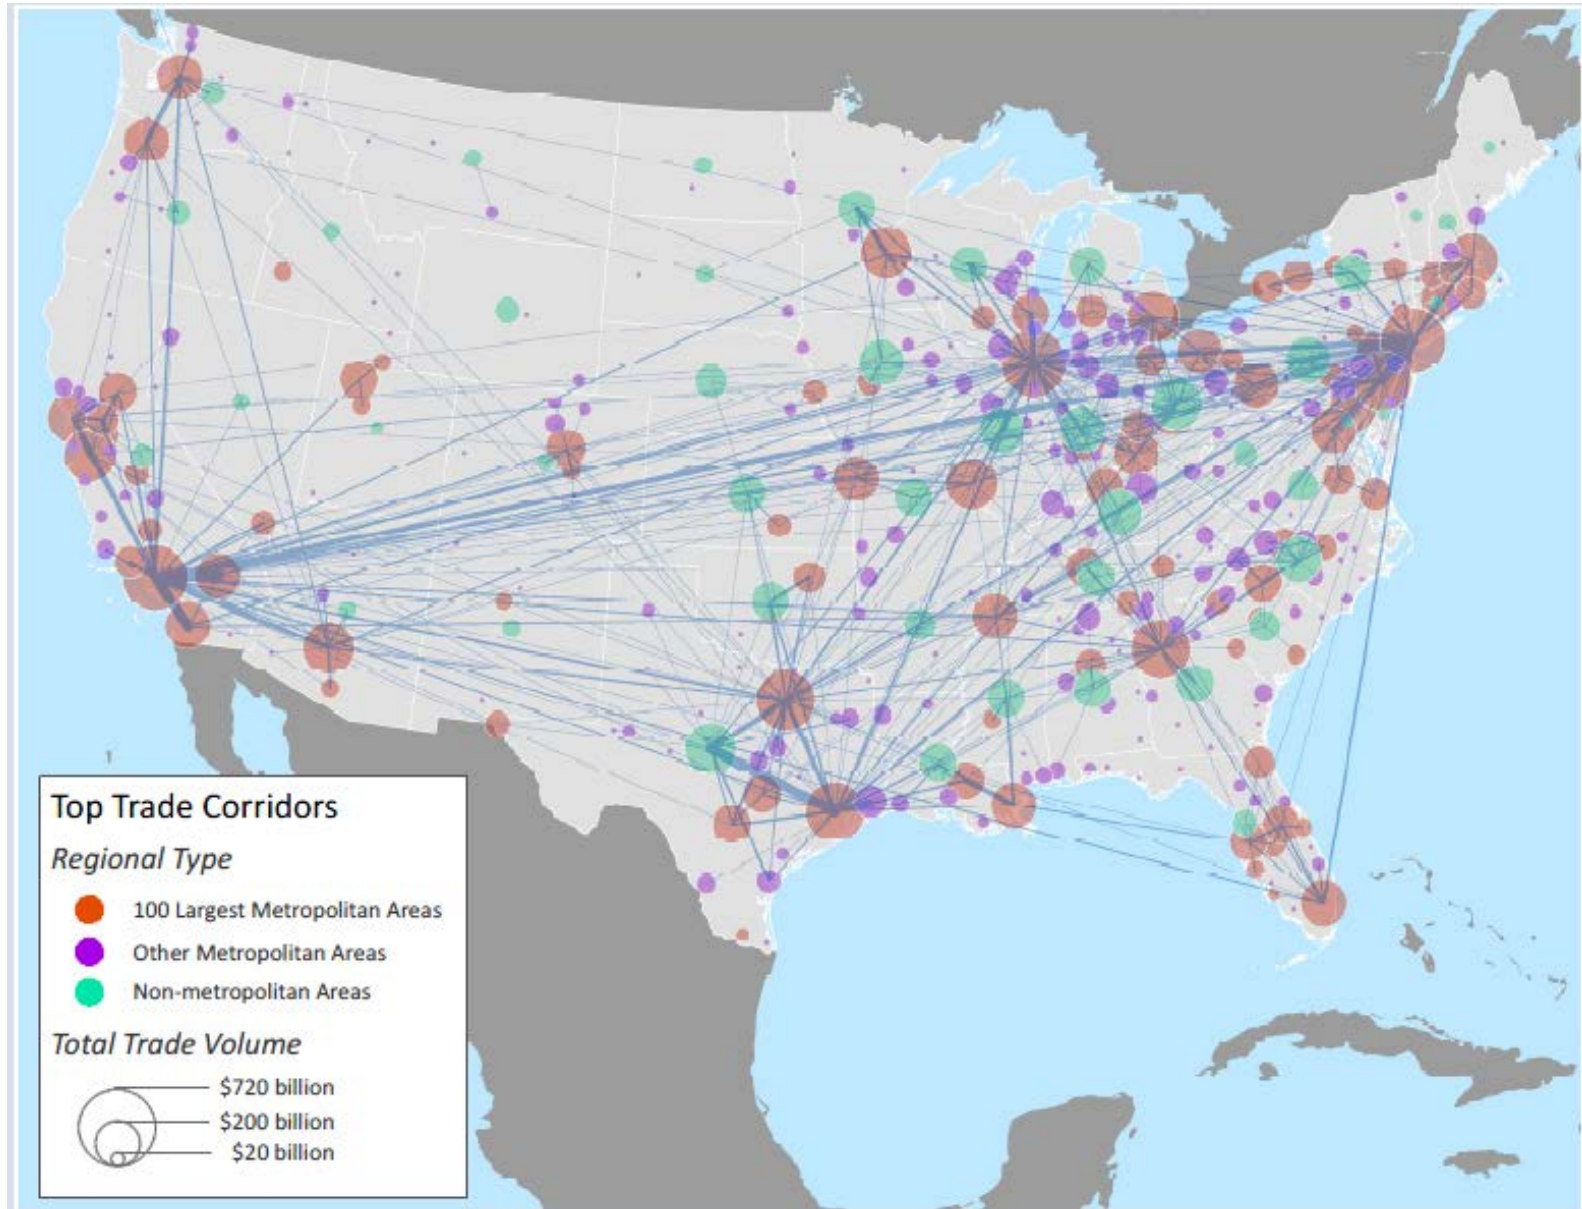 Top Trade Corridors
Regional Type
100 Largest Metropolitan Areas
Other Metropolitan Areas
Non-metropolitan Areas
Total Trade Volume
$720 billion
$200 billion
$20 billion